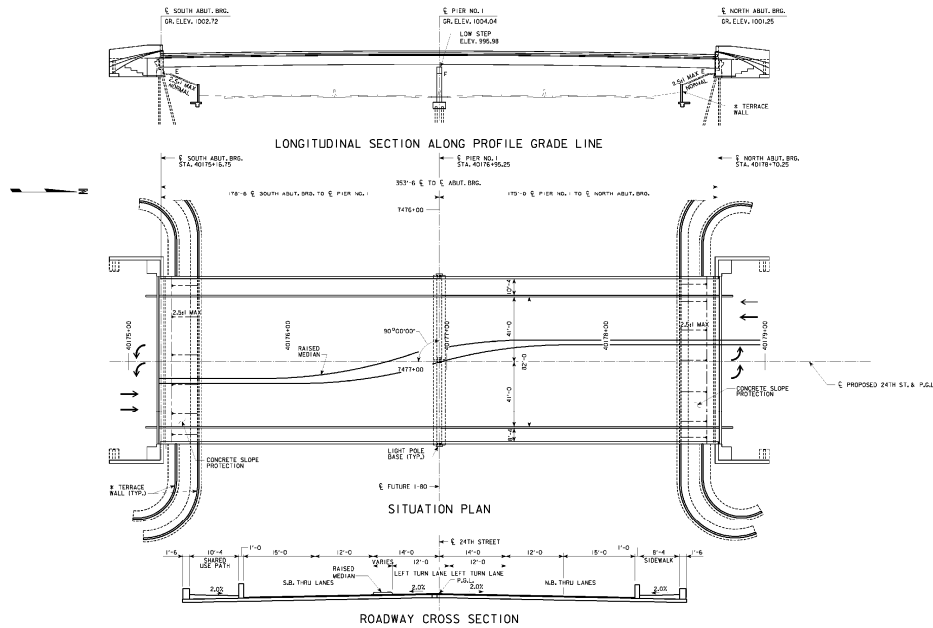 ℄ SOUTH ABUT. BRG.
GR. ELEV. 1002.72
℄ PIER NO. 1
GR. ELEV. 1004.04
℄ NORTH ABUT. BRG.
GR. ELEV. 1001.25
LOW STEP
ELEV. 995.98
E
F
E
2.5:1 MAX
NORMAL
2.5:1 MAX
NORMAL
* TERRACE
WALL
LONGITUDINAL SECTION ALONG PROFILE GRADE LINE
℄ SOUTH ABUT. BRG.
STA. 40175+16.75
℄ PIER NO. 1
STA. 40176+95.25
℄ NORTH ABUT. BRG.
STA. 40178+70.25
N
353'-6 ℄ TO ℄ ABUT. BRG.
178'-6 ℄ SOUTH ABUT. BRG. TO ℄ PIER NO. 1
175'-0 ℄ PIER NO. 1 TO NORTH ABUT. BRG.
7476+00
10'-4
2.5:1 MAX
2.5:1 MAX
40175+00
40176+00
40177+00
40178+00
40179+00
90°00'00"
41'-0
82'-0
RAISED
MEDIAN
7477+00
41'-0
℄ PROPOSED 24TH ST. & P.G.L.
CONCRETE SLOPE
PROTECTION
8'-4
LIGHT POLE
BASE (TYP.)
CONCRETE SLOPE
PROTECTION
* TERRACE
WALL (TYP.)
℄ FUTURE I-80
SITUATION PLAN
℄ 24TH STREET
1'-6
10'-4
1'-0
15'-0
12'-0
14'-0
14'-0
12'-0
15'-0
1'-0
8'-4
1'-6
SHARED
USE PATH
VARIES
12'-0
12'-0
SIDEWALK
RAISED
MEDIAN
LEFT TURN LANE
LEFT TURN LANE
2.0%
S.B. THRU LANES
2.0%
P.G.L.
2.0%
N.B. THRU LANES
2.0%
ROADWAY CROSS SECTION